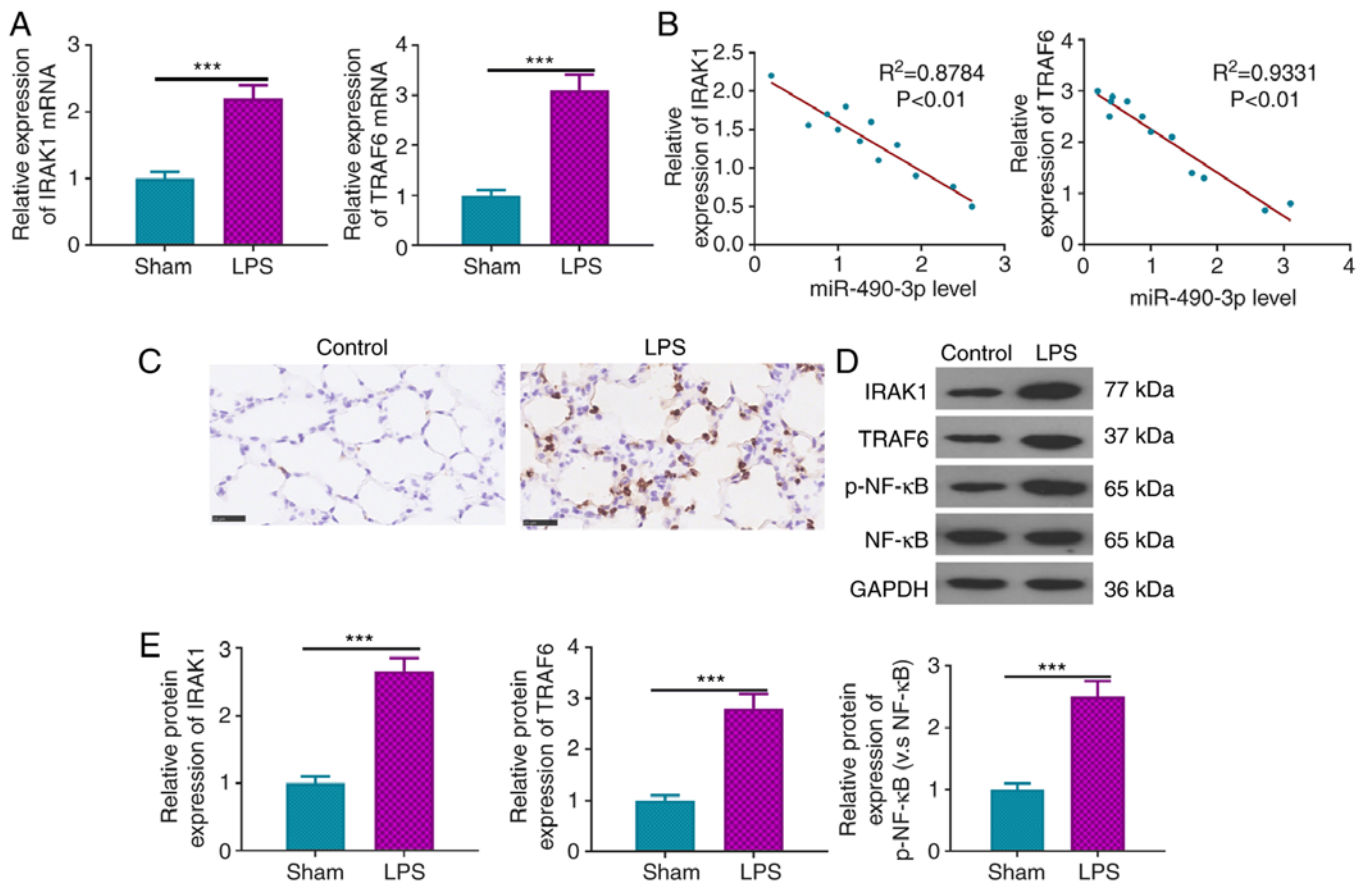 A
Relative expression
of IRAK1 mRNA
3
2
1
0
***
Sham
LPS
Relative expression
of TRAF6 mRNA
4
3
2
1
0
***
Sham
LPS
B
Relative
expression of IRAK1
2.5
2.0
1.5
1.0
0.5
0.0
R²=0.8784
P<0.01
0
1
2
3
miR-490-3p level
Relative
expression of TRAF6
4
3
2
1
0
R²=0.9331
P<0.01
0
1
2
3
4
miR-490-3p level
C
Control
LPS
D
Control
LPS
IRAK1
77 kDa
TRAF6
37 kDa
p-NF-κB
65 kDa
NF-κB
65 kDa
GAPDH
36 kDa
E
Relative protein
expression of IRAK1
3
2
1
0
***
Sham
LPS
Relative protein
expression of TRAF6
4
3
2
1
0
***
Sham
LPS
Relative protein
expression of
p-NF-κB (v.s NF-κB)
3
2
1
0
***
Sham
LPS